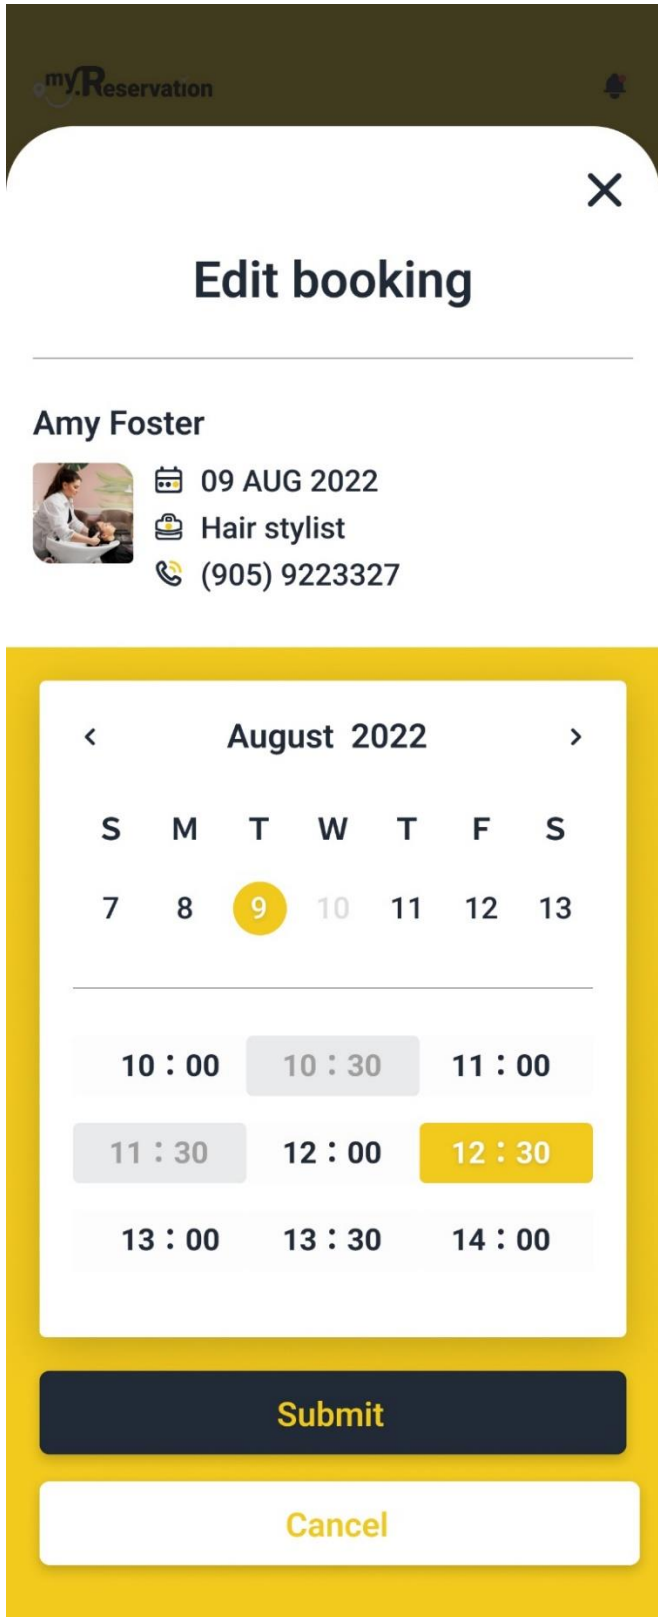 my.Reservation
Edit booking
Amy Foster
09 AUG 2022
Hair stylist
(905) 9223327
August 2022
S M T W T F S
7 8 9 10 11 12 13
10 : 00 10 : 30 11 : 00
11 : 30 12 : 00 12 : 30
13 : 00 13 : 30 14 : 00
Submit
Cancel